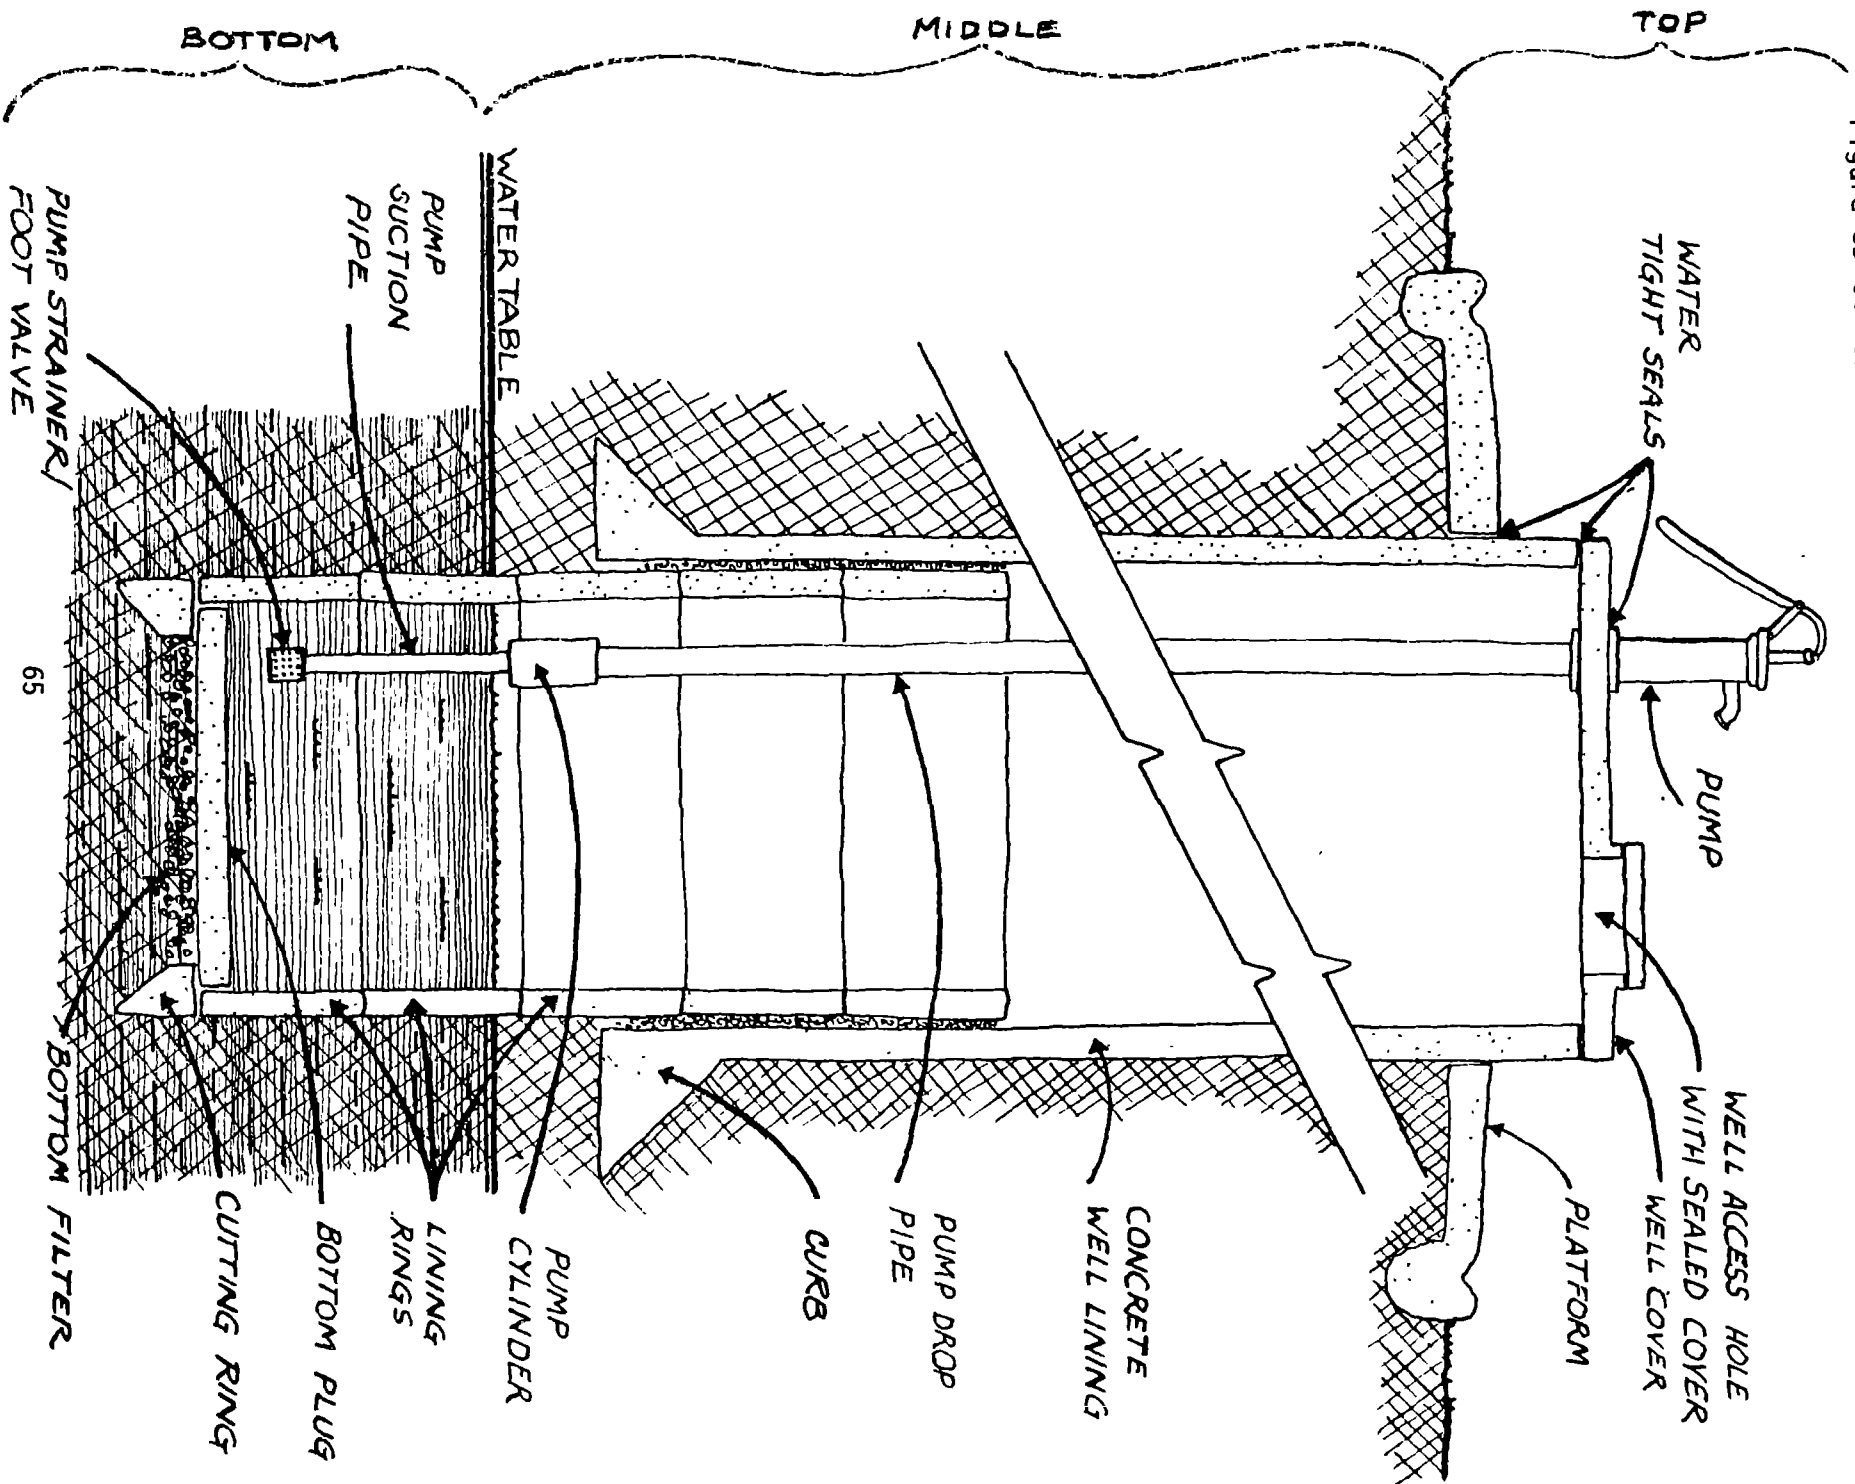 TOP
MIDDLE
BOTTOM
WATER
TIGHT SEALS
PUMP
WELL ACCESS HOLE
WITH SEALED COVER
WELL COVER
PLATFORM
CONCRETE
WELL LINING
PUMP DROP
PIPE
CURB
WATER TABLE
PUMP
CYLINDER
PUMP
SUCTION
PIPE
LINING
RINGS
BOTTOM PLUG
CUTTING RING
PUMP STRAINER/
FOOT VALVE
BOTTOM FILTER
65